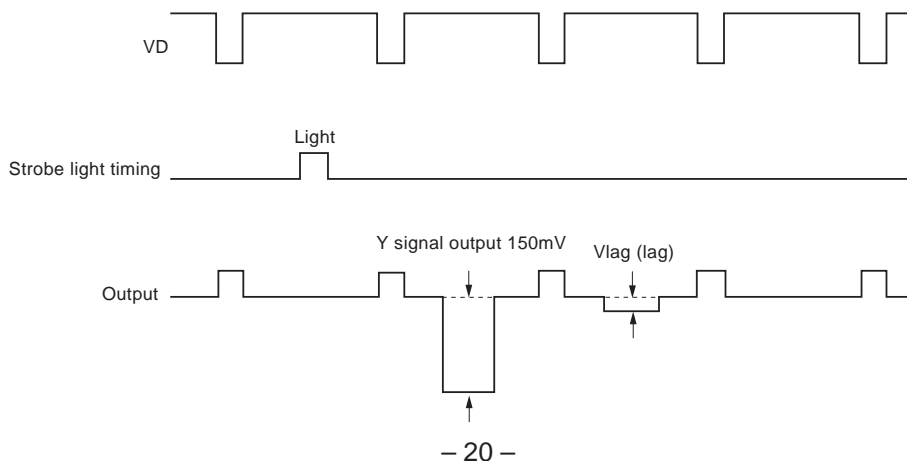 VD
Light
Strobe light timing
Y signal output 150mV
Vlag (lag)
Output
– 20 –